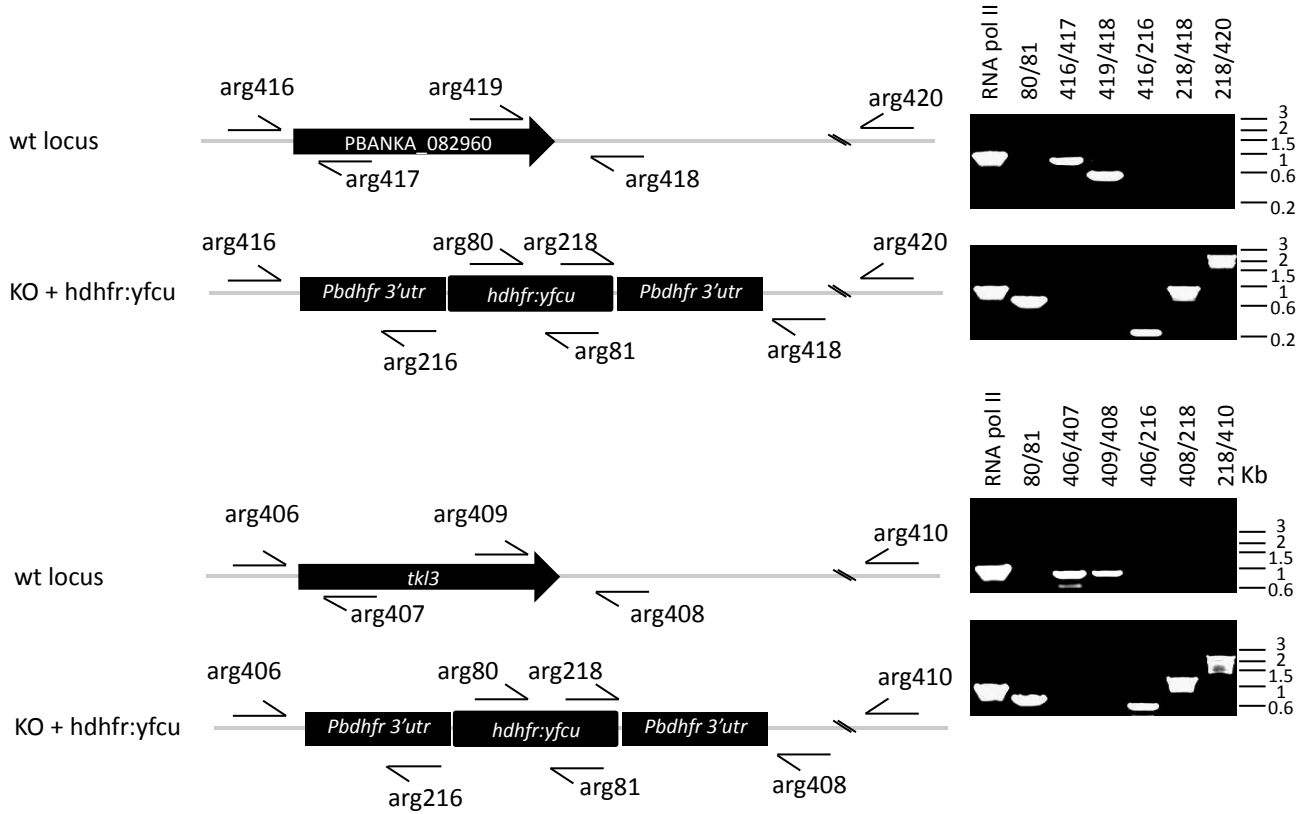 RNA pol II
80/81
416/417
419/418
416/216
218/418
218/420
arg416
arg419
arg420
wt locus
PBANKA_082960
arg417
arg418
3
2
1.5
1
0.6
0.2
arg416
arg80
arg218
arg420
KO + hdhfr:yfcu
Pbdhfr 3’utr
hdhfr:yfcu
Pbdhfr 3’utr
arg216
arg81
arg418
3
2
1.5
1
0.6
0.2
RNA pol II
80/81
406/407
409/408
406/216
408/218
218/410
Kb
arg406
arg409
arg410
wt locus
tkl3
arg407
arg408
3
2
1.5
1
0.6
arg406
arg80
arg218
arg410
KO + hdhfr:yfcu
Pbdhfr 3’utr
hdhfr:yfcu
Pbdhfr 3’utr
arg216
arg81
arg408
3
2
1.5
1
0.6